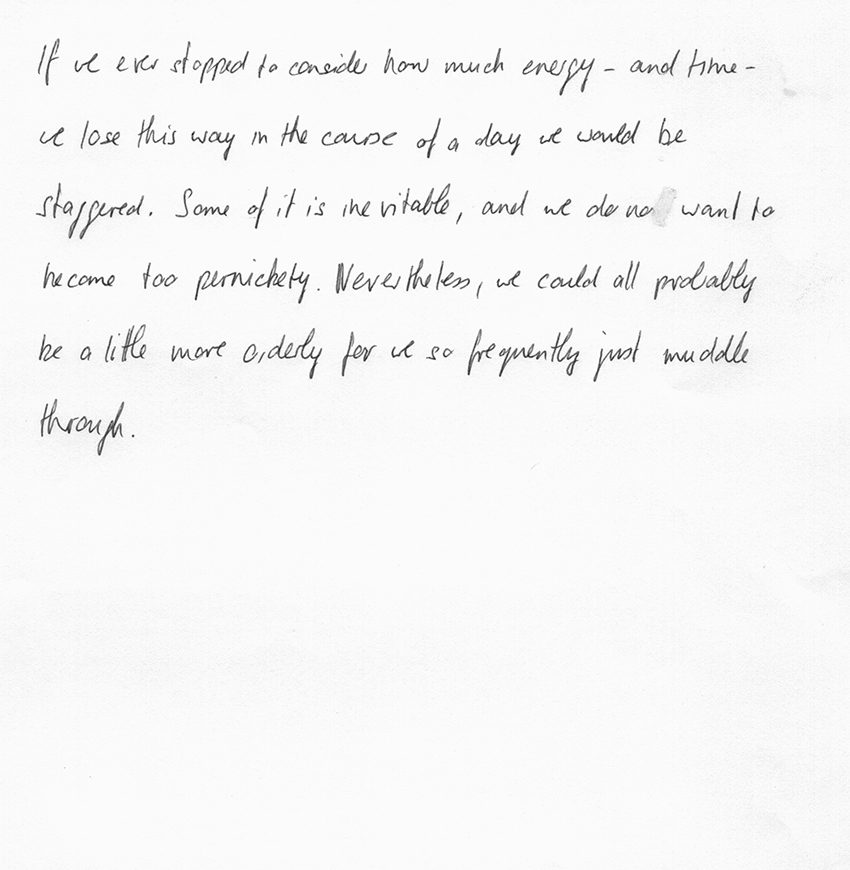 If we ever stopped to consider how much energy - and time -
we lose this way in the course of a day we would be
staggered. Some of it is inevitable, and we do no want to
become too pernickety. Nevertheless, we could all probably
be a little more orderly for we so frequently just muddle
through.